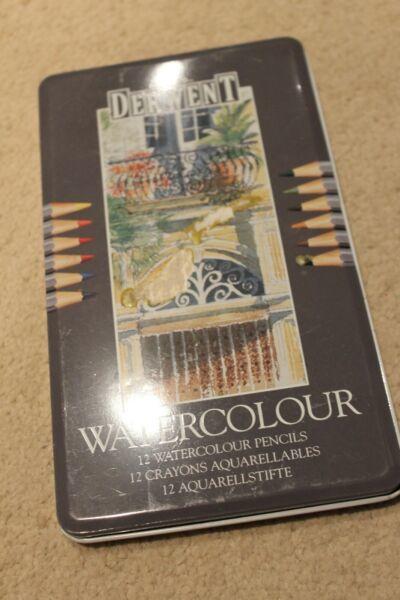 DERWENT
WATERCOLOUR
12 WATERCOLOUR PENCILS
12 CRAYONS AQUARELLABLES
12 AQUARELLSTIFTE